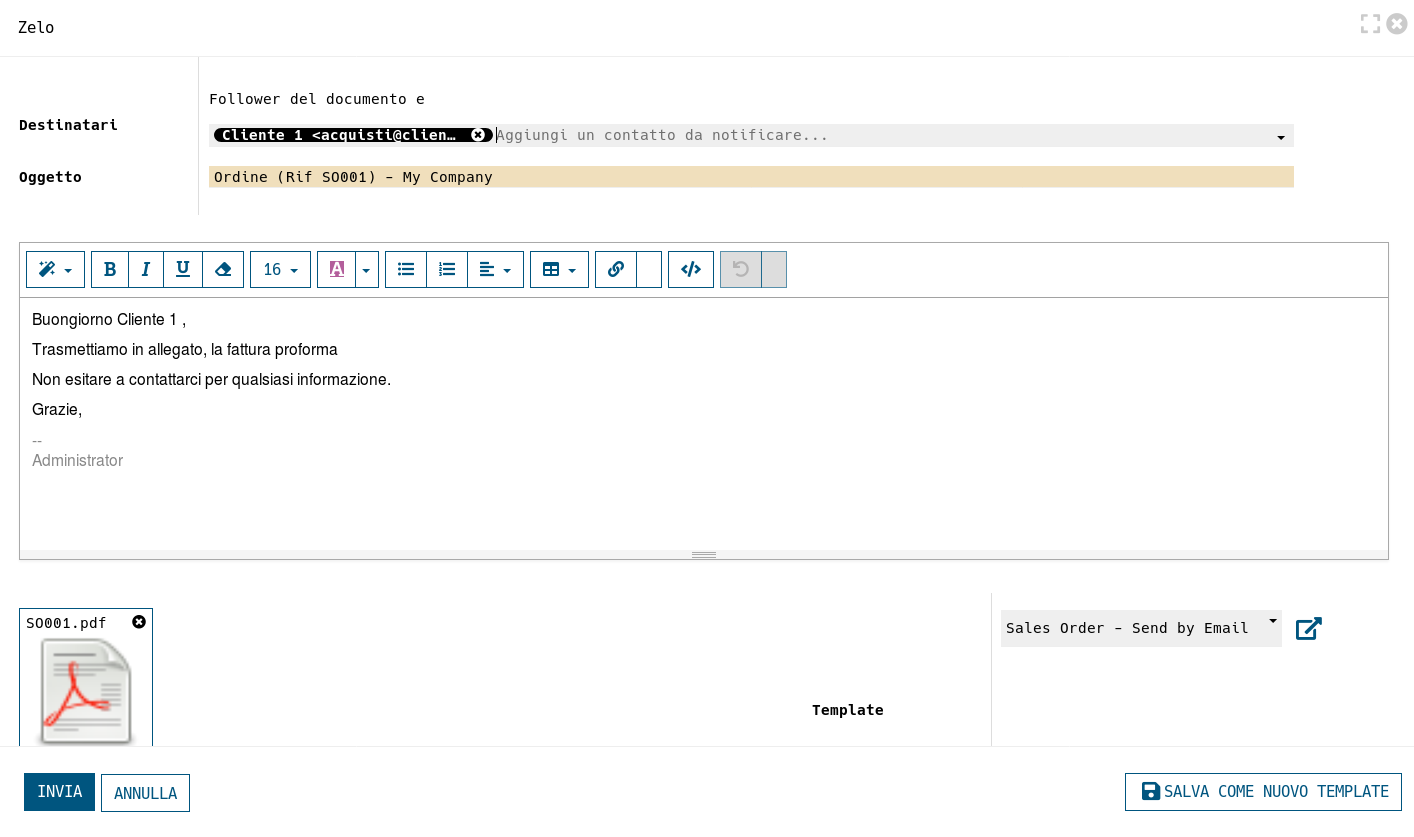 Zelo
Follower del documento e
Destinatari
Cliente 1 <acquisti@clien… Aggiungi un contatto da notificare...
Oggetto
Ordine (Rif SO001) - My Company
B I U 16 A
Buongiorno Cliente 1 ,
Trasmettiamo in allegato, la fattura proforma
Non esitare a contattarci per qualsiasi informazione.
Grazie,
--
Administrator
SO001.pdf
Sales Order - Send by Email
Template
INVIA
ANNULLA
SALVA COME NUOVO TEMPLATE